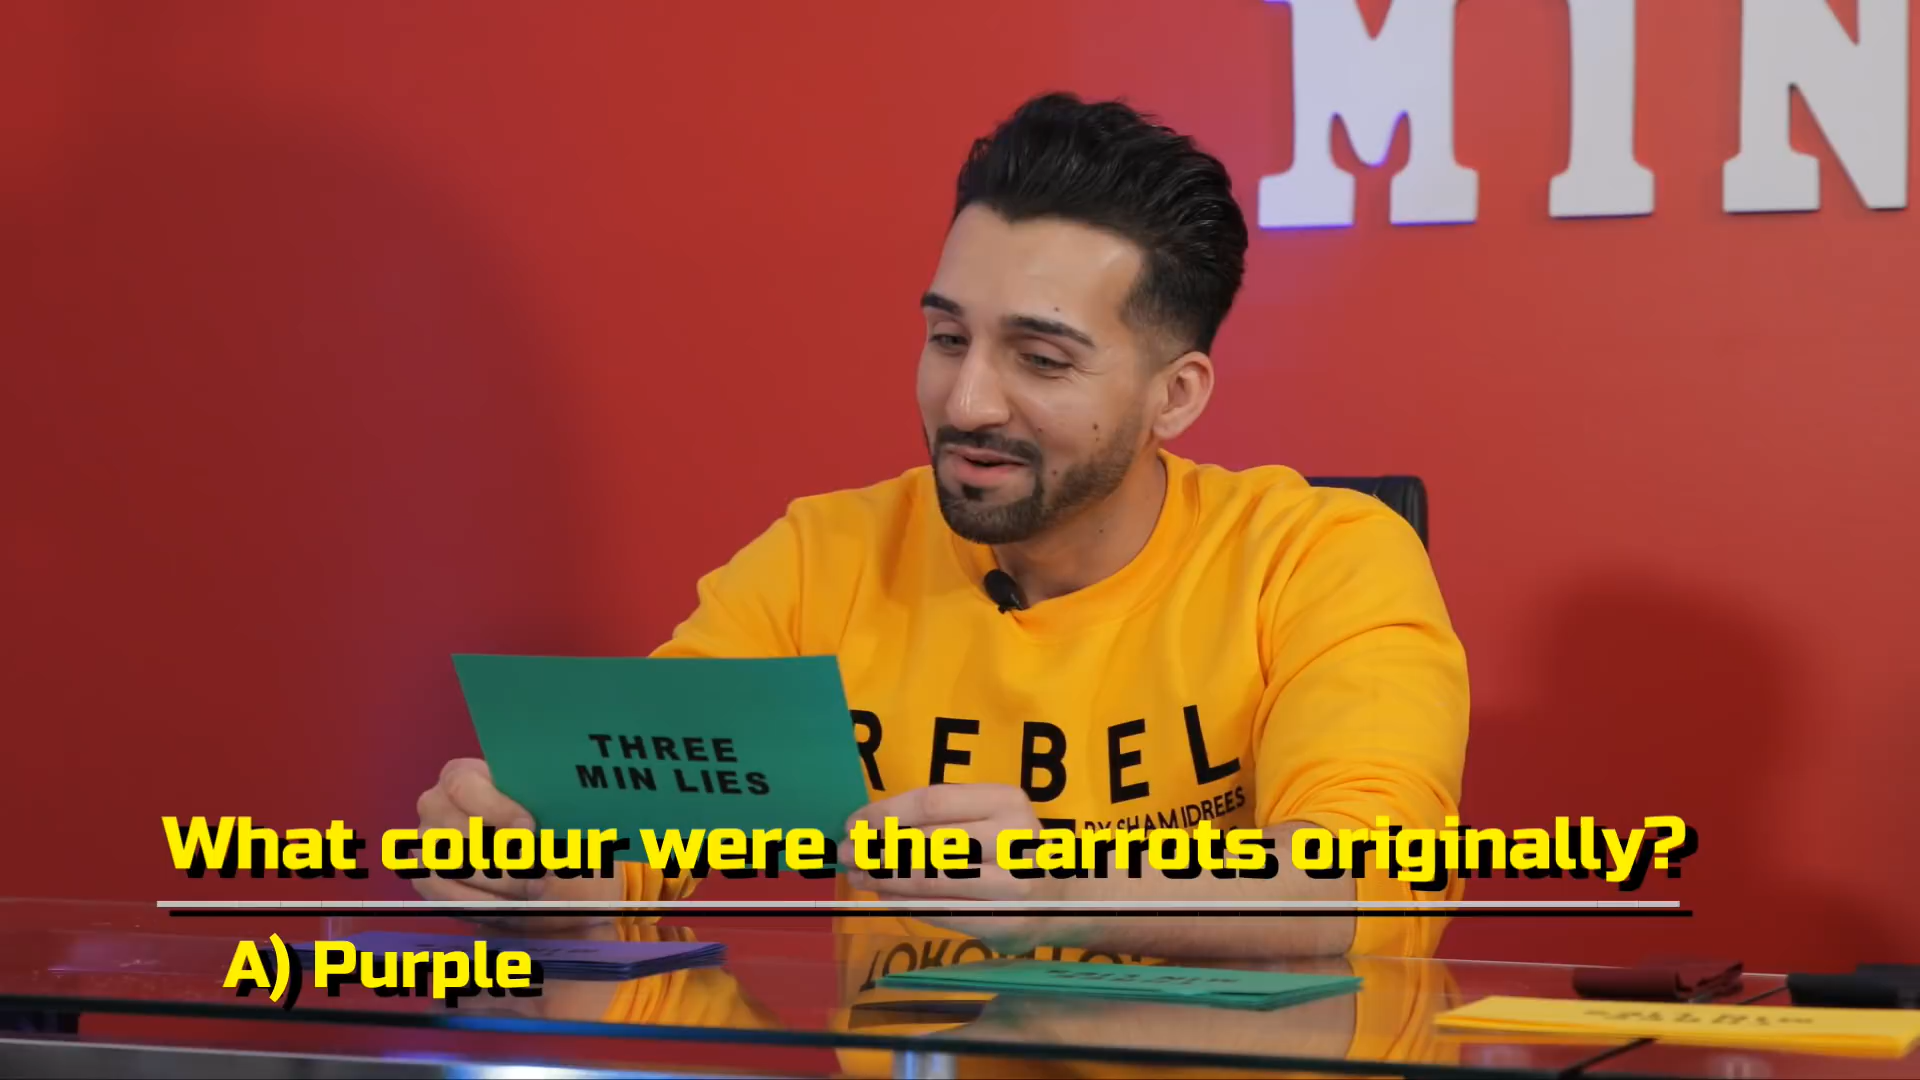 MIN
THREE
MIN LIES
REBEL
BY SHAM IDREES
What colour were the carrots originally?
A) Purple